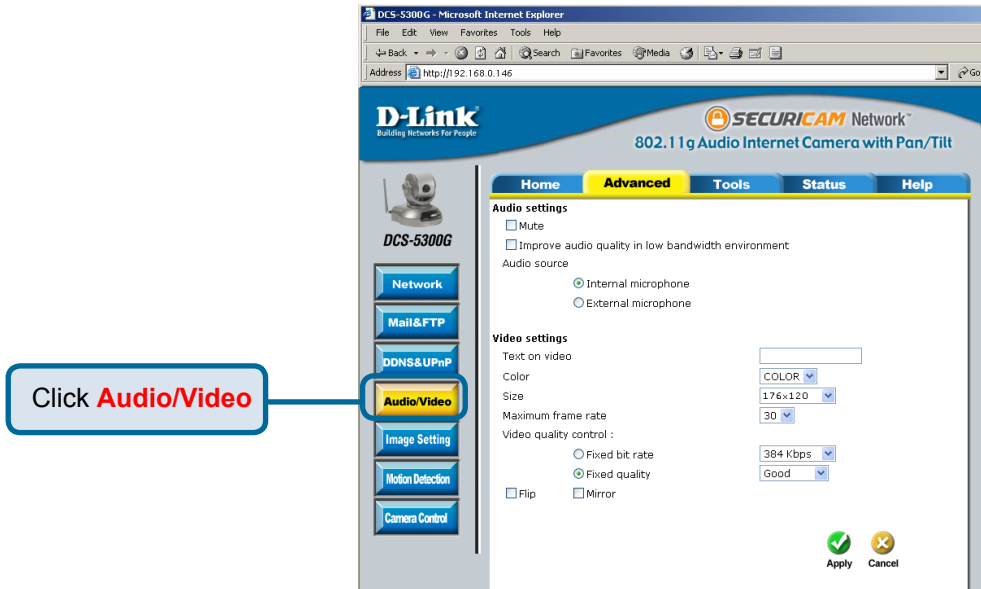 DCS-5300G - Microsoft Internet Explorer
File Edit View Favorites Tools Help
Back Search Favorites Media
Address http://192.168.0.146 Go
D-Link
Building Networks For People
SECURICAM Network™
802.11g Audio Internet Camera with Pan/Tilt
Home Advanced Tools Status Help
DCS-5300G
Network
Mail&FTP
DDNS&UPnP
Audio/Video
Image Setting
Motion Detection
Camera Control
Click Audio/Video
Audio settings
Mute
Improve audio quality in low bandwidth environment
Audio source
Internal microphone
External microphone
Video settings
Text on video
Color COLOR
Size 176x120
Maximum frame rate 30
Video quality control :
Fixed bit rate 384 Kbps
Fixed quality Good
Flip Mirror
Apply Cancel